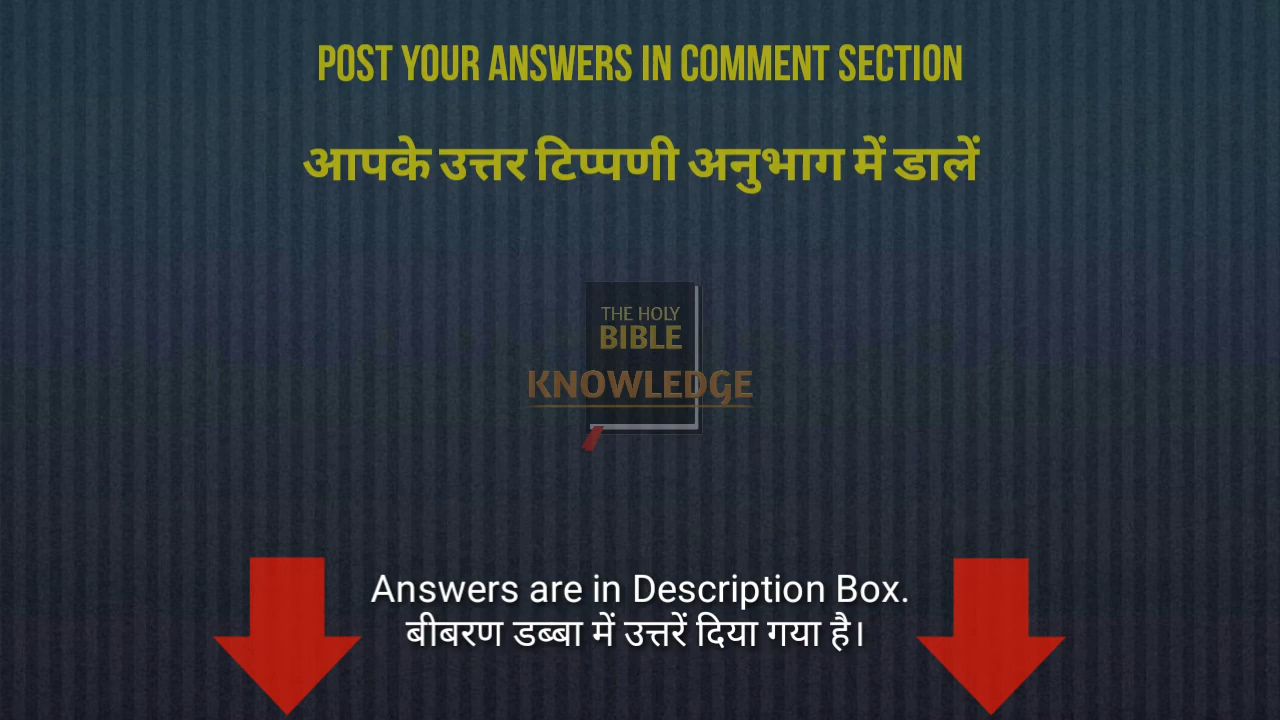 POST YOUR ANSWERS IN COMMENT SECTION
आपके उत्तर टिप्पणी अनुभाग में डालें
THE HOLY
BIBLE
KNOWLEDGE
Answers are in Description Box.
बीबरण डब्बा में उत्तरें दिया गया है।